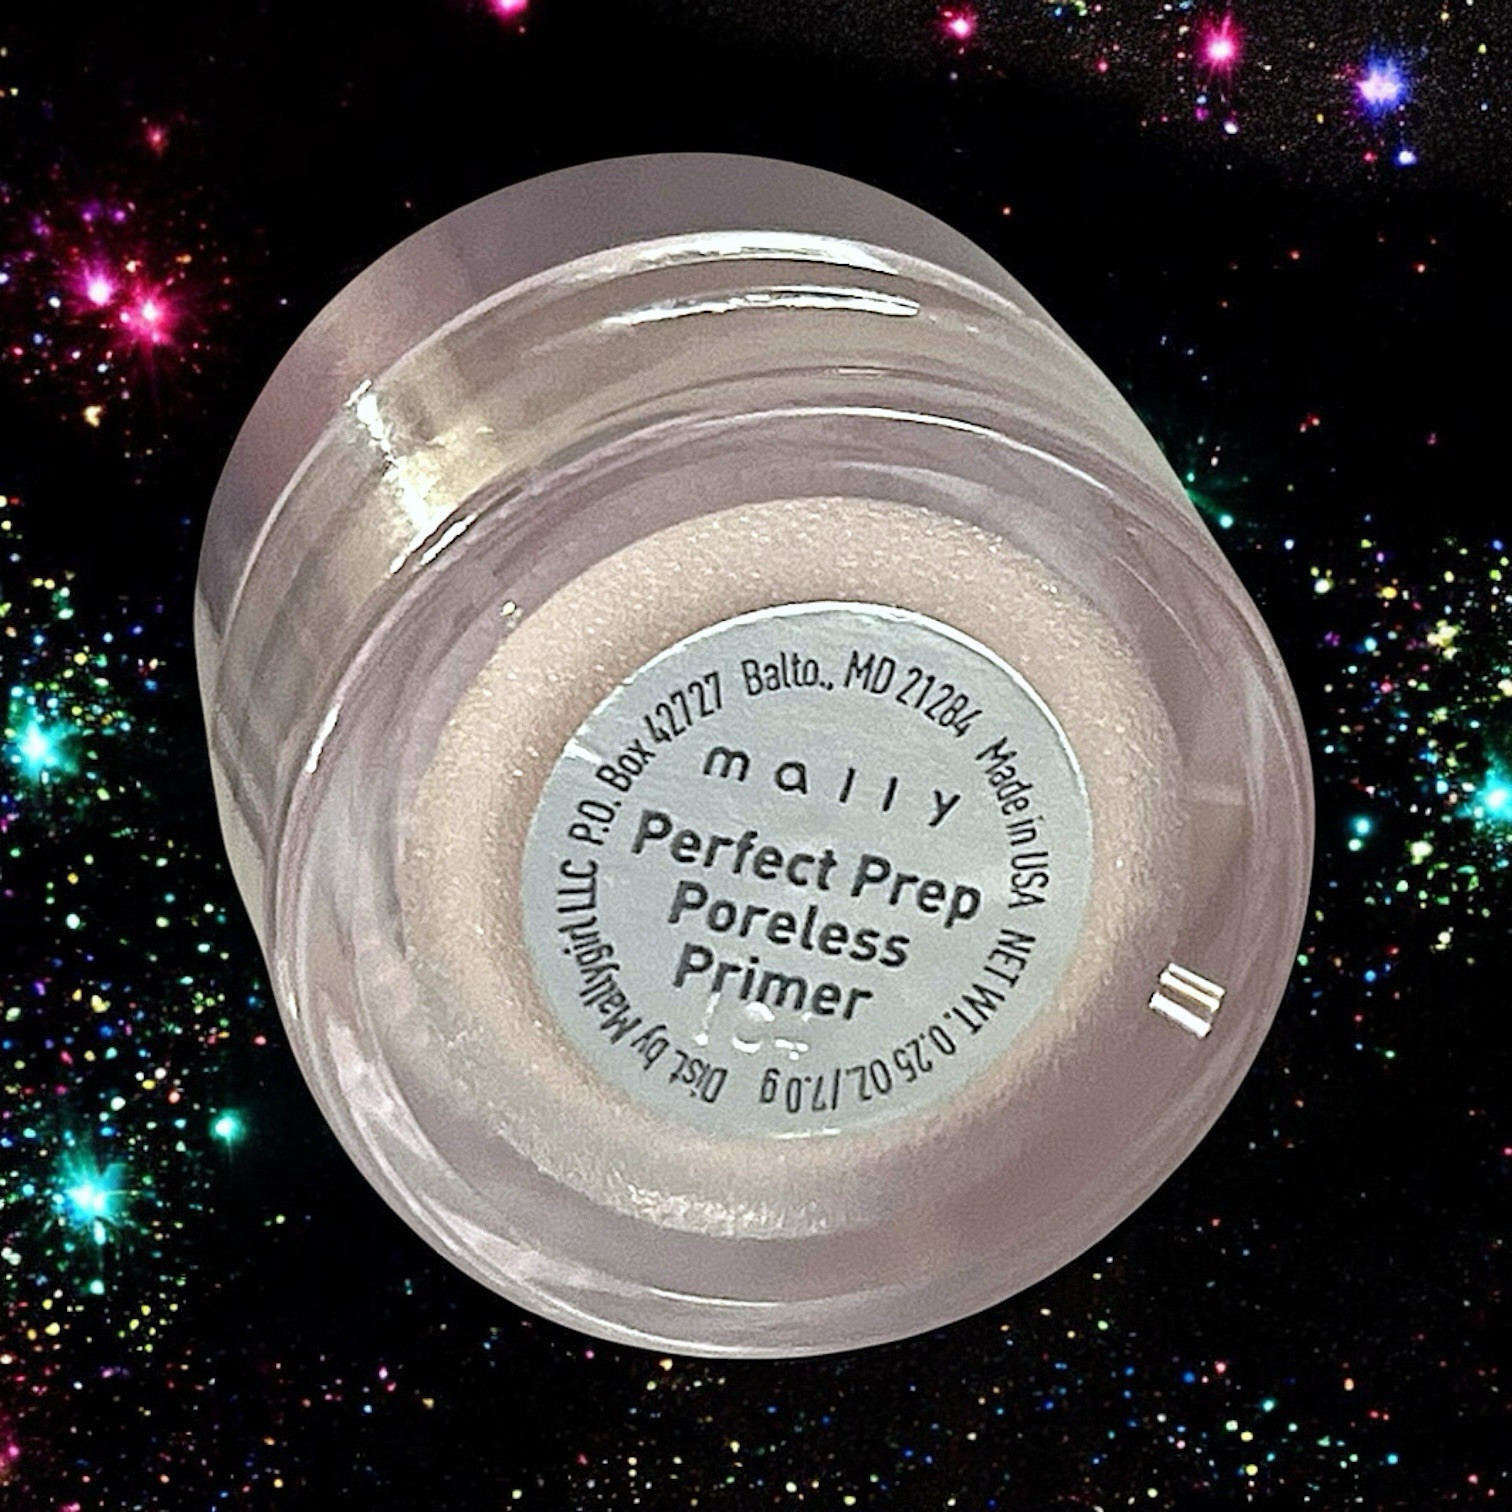 mally
Perfect Prep
Poreless
Primer
Dist. by Mallygirl LLC P.O. Box 42727 Balto., MD 21284 Made in USA NET WT. 0.25 OZ./7.0 g